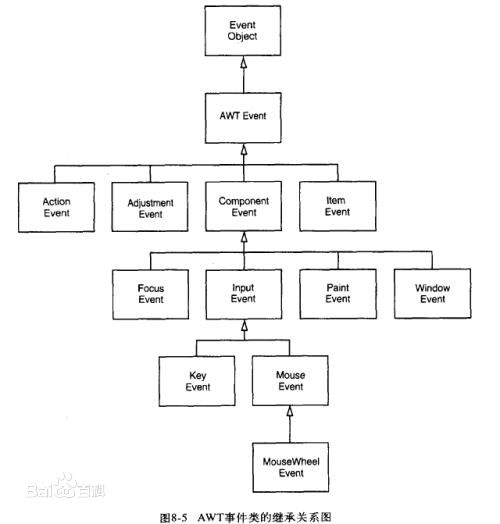 Event
Object
AWT Event
Action
Event
Adjustment
Event
Component
Event
Item
Event
Focus
Event
Input
Event
Paint
Event
Window
Event
Key
Event
Mouse
Event
MouseWheel
Event
Baidu百科
图8-5 AWT事件类的继承关系图